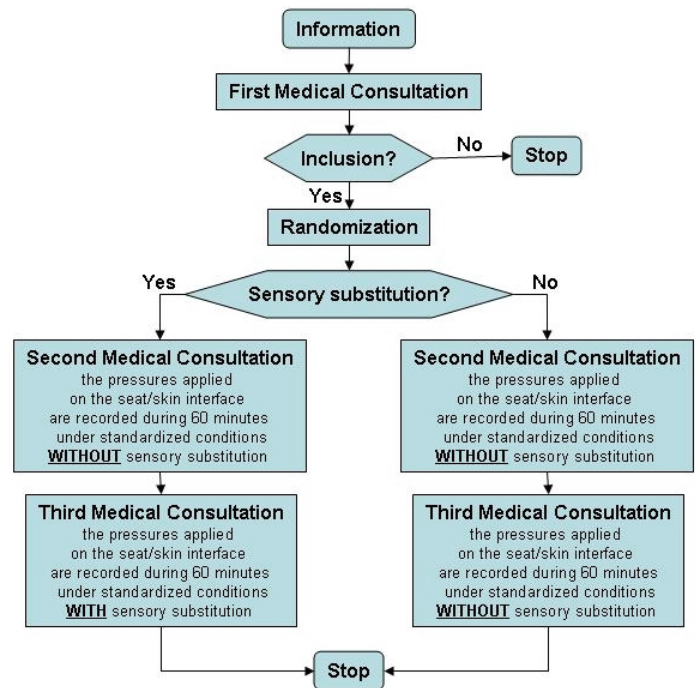 Information
First Medical Consultation
Inclusion?
No
Stop
Yes
Randomization
Yes
Sensory substitution?
No
Second Medical Consultation
the pressures applied
on the seat/skin interface
are recorded during 60 minutes
under standardized conditions
WITHOUT sensory substitution
Second Medical Consultation
the pressures applied
on the seat/skin interface
are recorded during 60 minutes
under standardized conditions
WITHOUT sensory substitution
Third Medical Consultation
the pressures applied
on the seat/skin interface
are recorded during 60 minutes
under standardized conditions
WITH sensory substitution
Third Medical Consultation
the pressures applied
on the seat/skin interface
are recorded during 60 minutes
under standardized conditions
WITHOUT sensory substitution
Stop